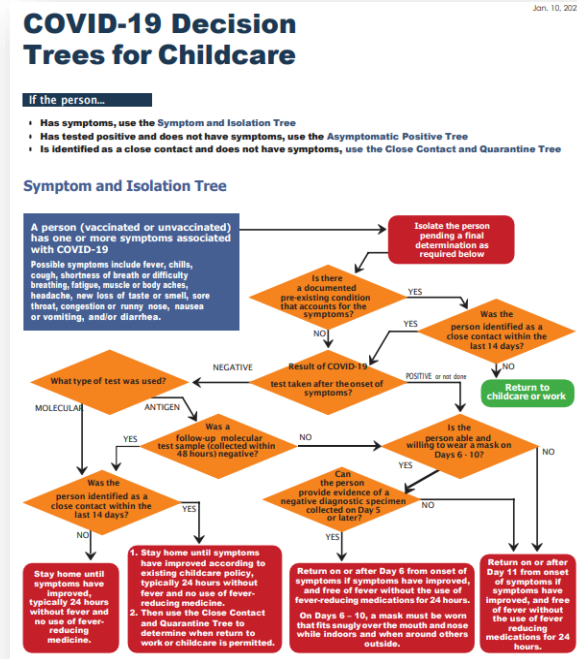 Jan. 10, 202
COVID-19 Decision
Trees for Childcare
If the person...
Has symptoms, use the Symptom and Isolation Tree
Has tested positive and does not have symptoms, use the Asymptomatic Positive Tree
Is identified as a close contact and does not have symptoms, use the Close Contact and Quarantine Tree
Symptom and Isolation Tree
A person (vaccinated or unvaccinated)
has one or more symptoms associated
with COVID-19
Possible symptoms include fever, chills,
cough, shortness of breath or difficulty
breathing, fatigue, muscle or body aches,
headache, new loss of taste or smell, sore
throat, congestion or runny nose, nausea
or vomiting, and/or diarrhea.
Isolate the person
pending a final
determination as
required below
Is there
a documented
pre-existing condition
that accounts for the
symptoms?
YES
NO
Was the
person identified as a
close contact within the
last 14 days?
YES
NO
Return to
childcare or work
Result of COVID-19
test taken after the onset of
symptoms?
NEGATIVE
POSITIVE or not done
What type of test was used?
MOLECULAR
ANTIGEN
Was a
follow-up molecular
test sample (collected within
48 hours) negative?
YES
NO
Is the
person able and
willing to wear a mask on
Days 6 - 10?
YES
NO
Was the
person identified as a
close contact within the
last 14 days?
YES
NO
Can
the person
provide evidence of a
negative diagnostic specimen
collected on Day 5
or later?
NO
YES
Stay home until
symptoms have
improved,
typically 24 hours
without fever and
no use of fever-
reducing
medicine.
1. Stay home until symptoms
have improved according to
existing childcare policy,
typically 24 hours without
fever and no use of fever-
reducing medicine.
2. Then use the Close Contact
and Quarantine Tree to
determine when return to
work or childcare is permitted.
Return on or after Day 6 from onset of
symptoms if symptoms have improved,
and free of fever without the use of
fever-reducing medications for 24 hours.
On Days 6 – 10, a mask must be worn
that fits snugly over the mouth and nose
while indoors and when around others
outside.
Return on or after
Day 11 from onset
of symptoms if
symptoms have
improved, and free
of fever without
the use of fever
reducing
medications for 24
hours.